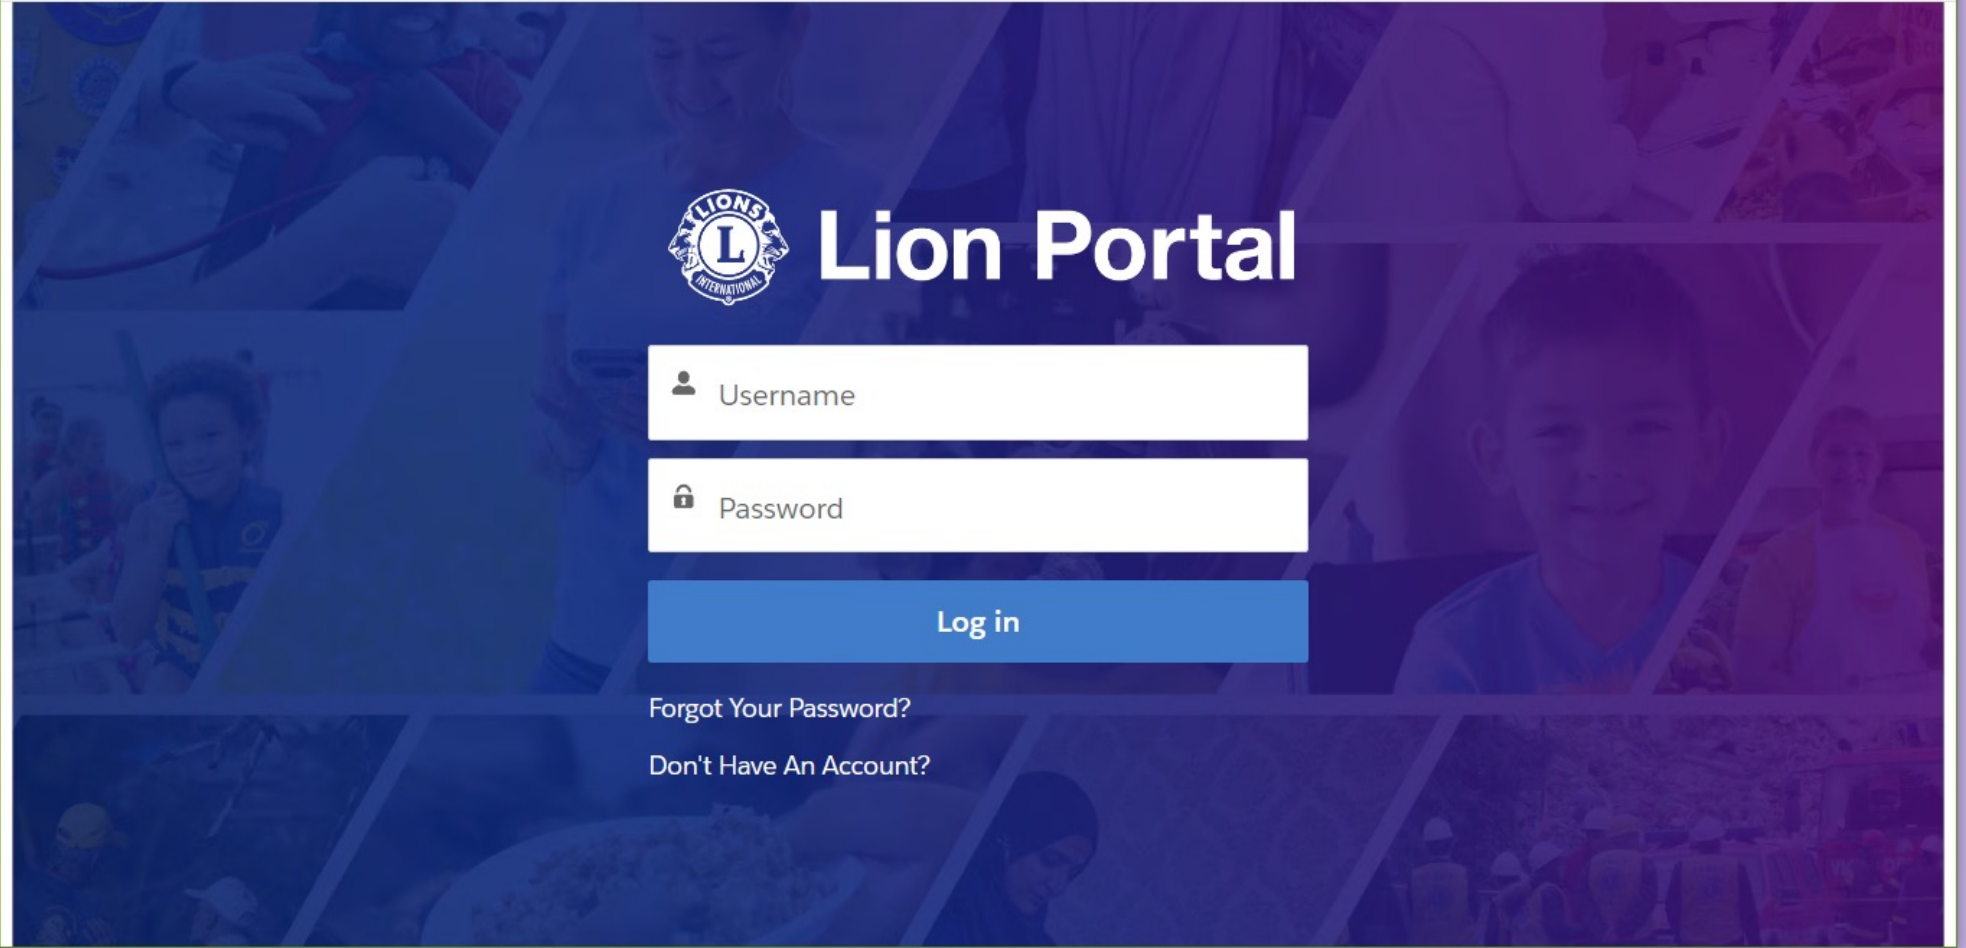 LIONS
L
INTERNATIONAL
Lion Portal
Username
Password
Log in
Forgot Your Password?
Don't Have An Account?